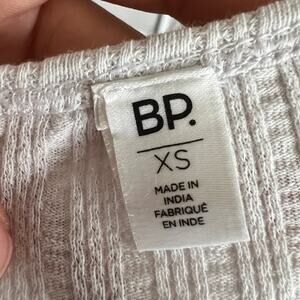 BP.
XS
MADE IN
INDIA
FABRIQUÉ
EN INDE